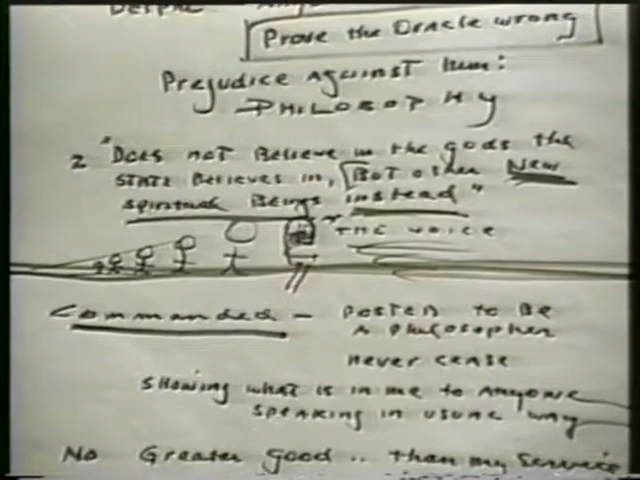 Prove the Oracle wrong
Prejudice Against him:
PHILOSOPHY
2 "Does not Believe in the gods the
STATE Believes in, But other New
spiritual Beings instead"
THE VOICE
Commanded - POSTED TO BE
A Philosopher
never cease
showing what is in me to Anyone
SPEAKING IN USUAL WAY
No Greater good .. than my service